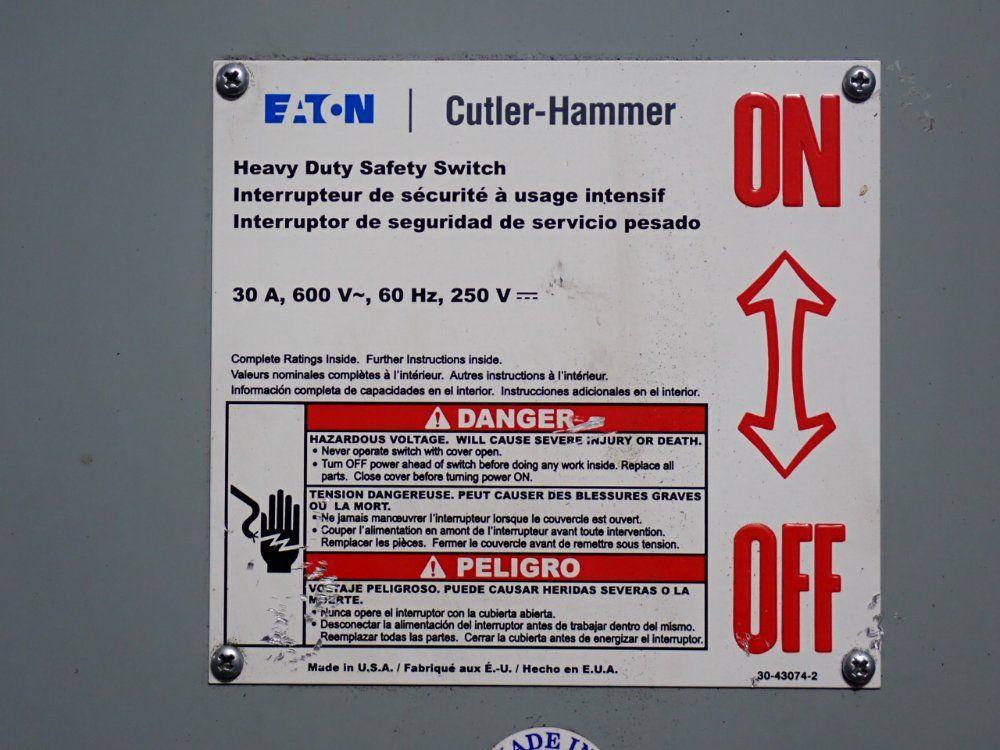 EATON | Cutler-Hammer
ON
Heavy Duty Safety Switch
Interrupteur de sécurité à usage intensif
Interruptor de seguridad de servicio pesado
30 A, 600 V~, 60 Hz, 250 V ⎓
Complete Ratings Inside. Further Instructions inside.
Valeurs nominales complètes à l'intérieur. Autres instructions à l'intérieur.
Información completa de capacidades en el interior. Instrucciones adicionales en el interior.
⚠ DANGER
HAZARDOUS VOLTAGE. WILL CAUSE SEVERE INJURY OR DEATH.
• Never operate switch with cover open.
• Turn OFF power ahead of switch before doing any work inside. Replace all
parts. Close cover before turning power ON.
TENSION DANGEREUSE. PEUT CAUSER DES BLESSURES GRAVES
OÙ LA MORT.
• Ne jamais manœuvrer l'interrupteur lorsque le couvercle est ouvert.
• Couper l'alimentation en amont de l'interrupteur avant toute intervention.
Remplacer les pièces. Fermer le couvercle avant de remettre sous tension.
⚠ PELIGRO
VOLTAJE PELIGROSO. PUEDE CAUSAR HERIDAS SEVERAS O LA
MUERTE.
• Nunca opere el interruptor con la cubierta abierta.
• Desconectar la alimentación del interruptor antes de trabajar dentro del mismo.
Reemplazar todas las partes. Cerrar la cubierta antes de energizar el interruptor.
OFF
Made in U.S.A. / Fabriqué aux É.-U. / Hecho en E.U.A.
30-43074-2
MADE IN